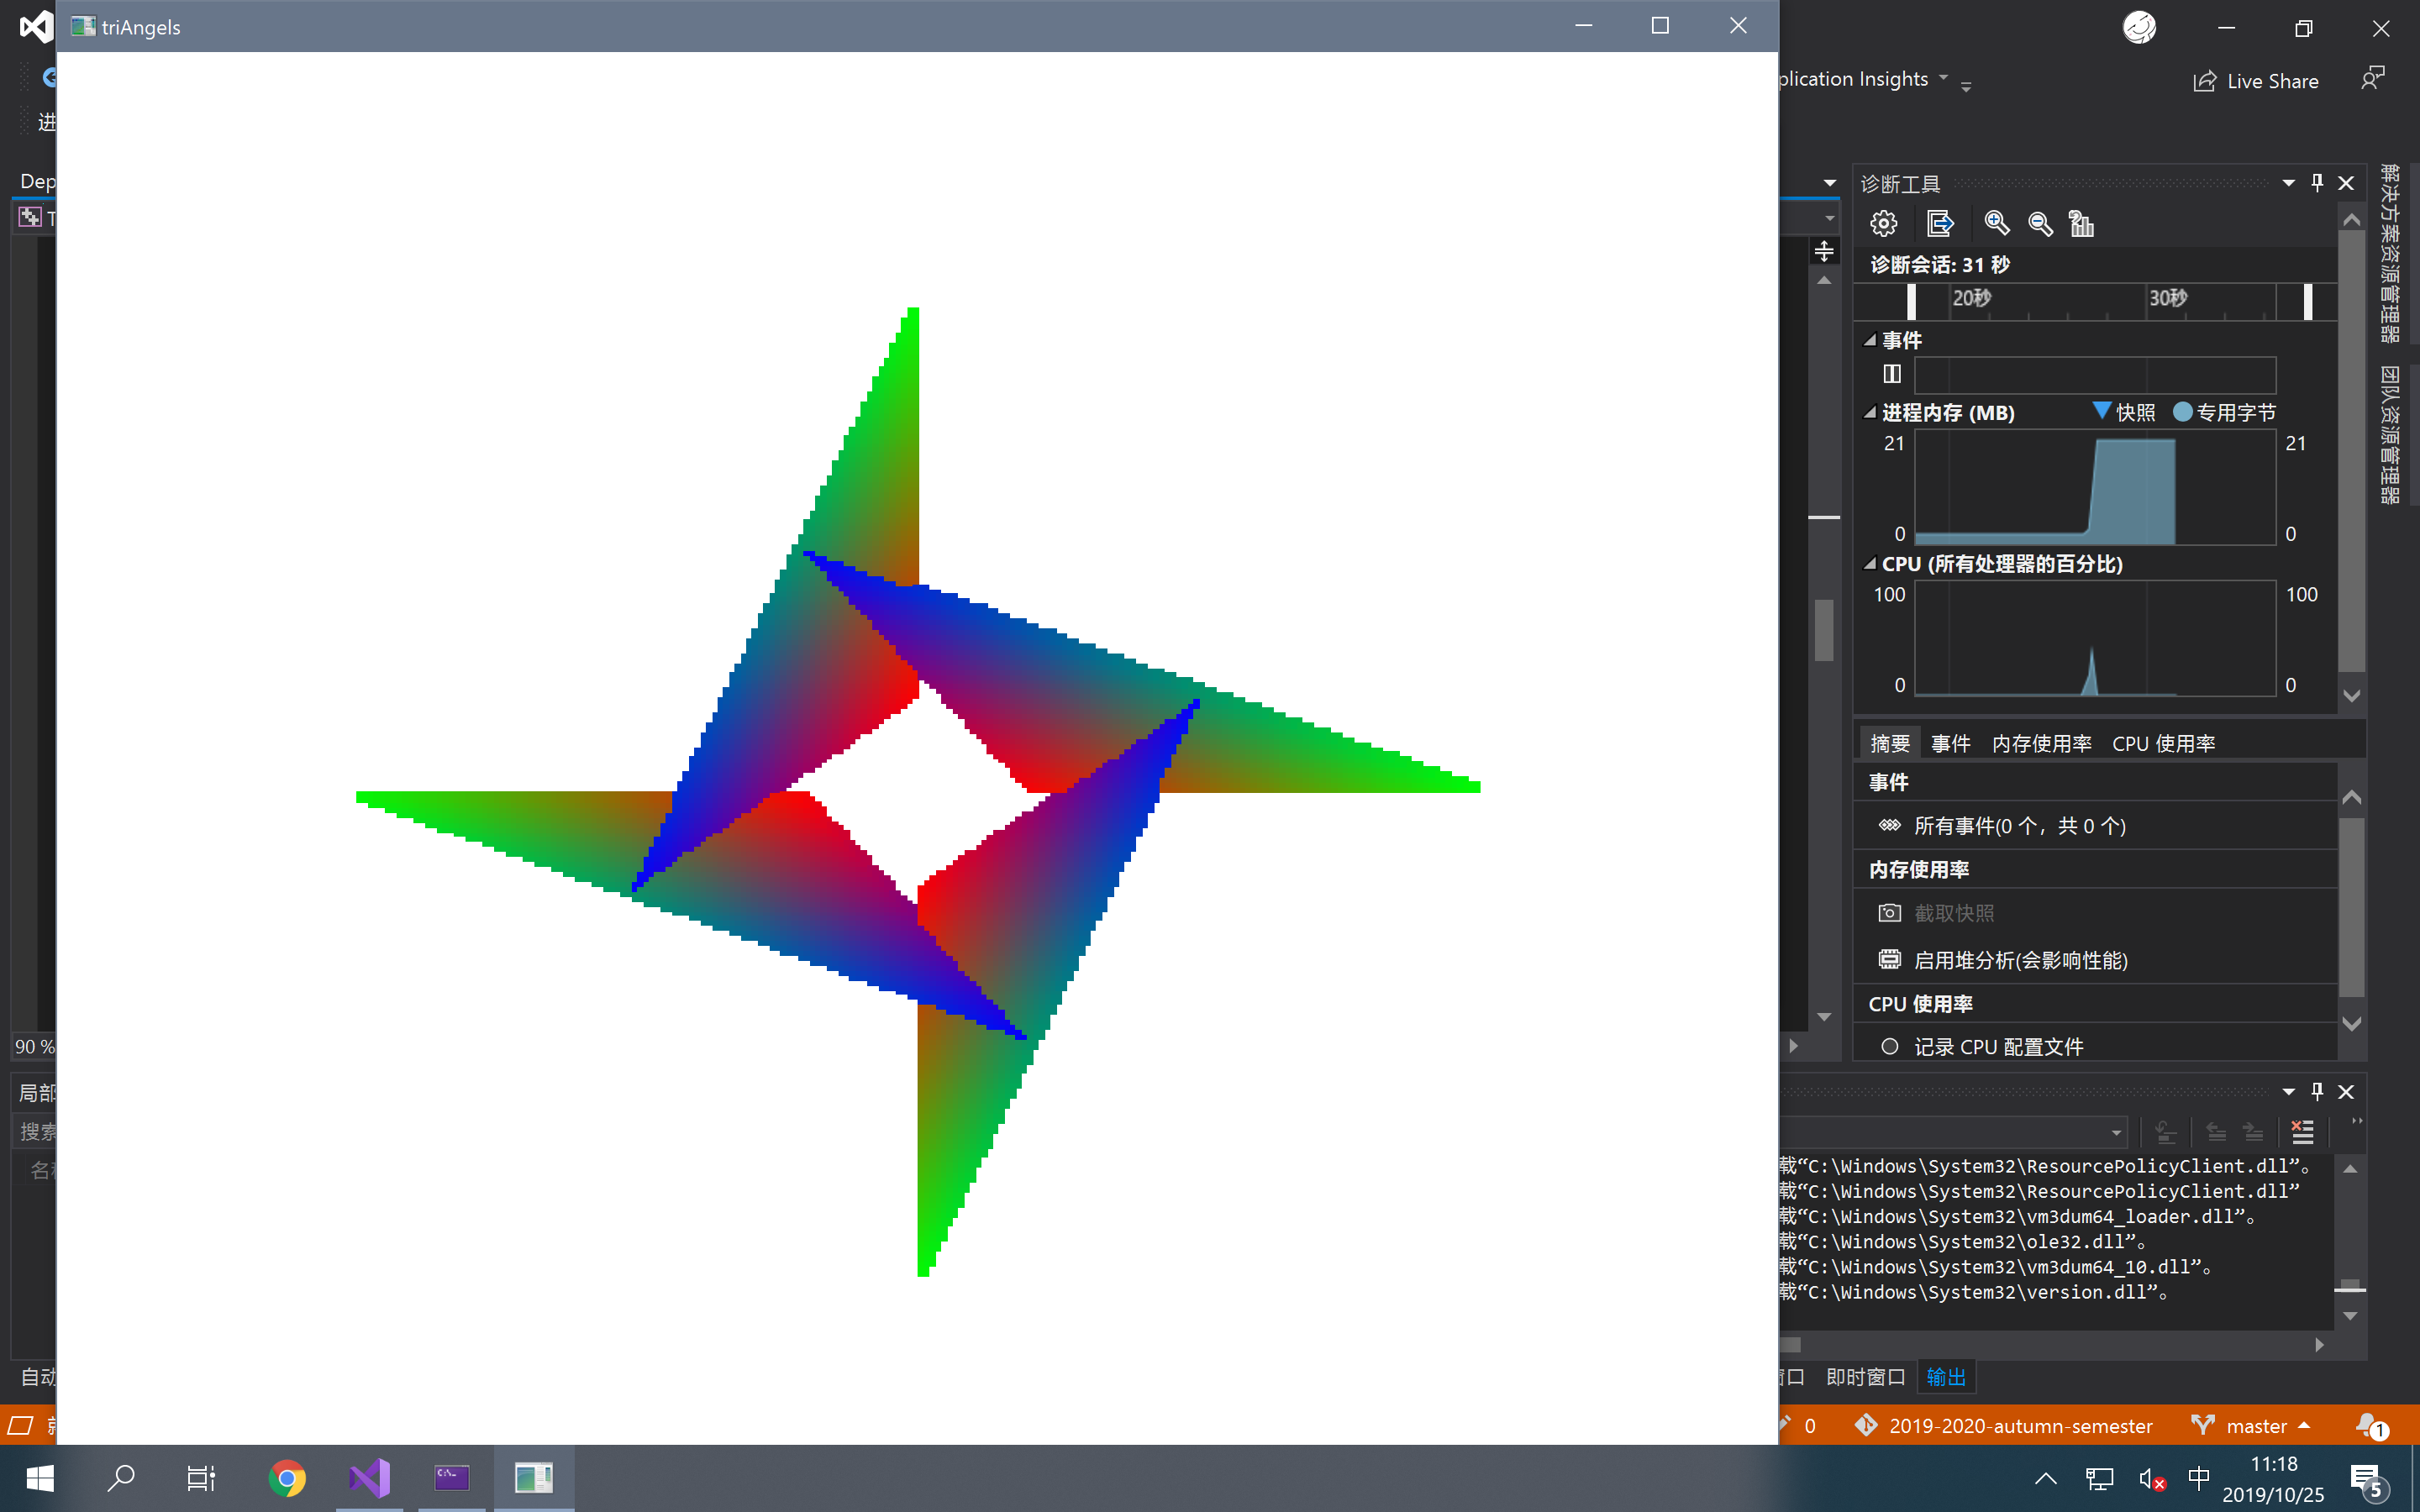 triAngels
plication Insights
Live Share
进
Dep
诊断工具
诊断会话: 31 秒
20秒 30秒
事件
进程内存 (MB) 快照 专用字节
21 21
0 0
CPU (所有处理器的百分比)
100 100
0 0
摘要 事件 内存使用率 CPU 使用率
事件
所有事件(0 个，共 0 个)
内存使用率
截取快照
启用堆分析(会影响性能)
CPU 使用率
记录 CPU 配置文件
解决方案资源管理器
团队资源管理器
90 %
局部
搜索
名称
载“C:\Windows\System32\ResourcePolicyClient.dll”。
载“C:\Windows\System32\ResourcePolicyClient.dll”
载“C:\Windows\System32\vm3dum64_loader.dll”。
载“C:\Windows\System32\ole32.dll”。
载“C:\Windows\System32\vm3dum64_10.dll”。
载“C:\Windows\System32\version.dll”。
自动
窗口 即时窗口 输出
就
0 2019-2020-autumn-semester master 1
中
11:18
2019/10/25
5